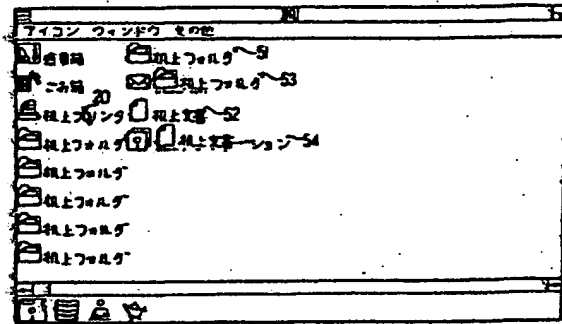 アイコン ウィンドウ その他
机上フォルダ 51
ごみ箱 机上フォルダ 53
20
机上プリンタ 机上文書 52
机上フォルダ 机上文書ーション 54
机上フォルダ
机上フォルダ
机上フォルダ
机上フォルダ